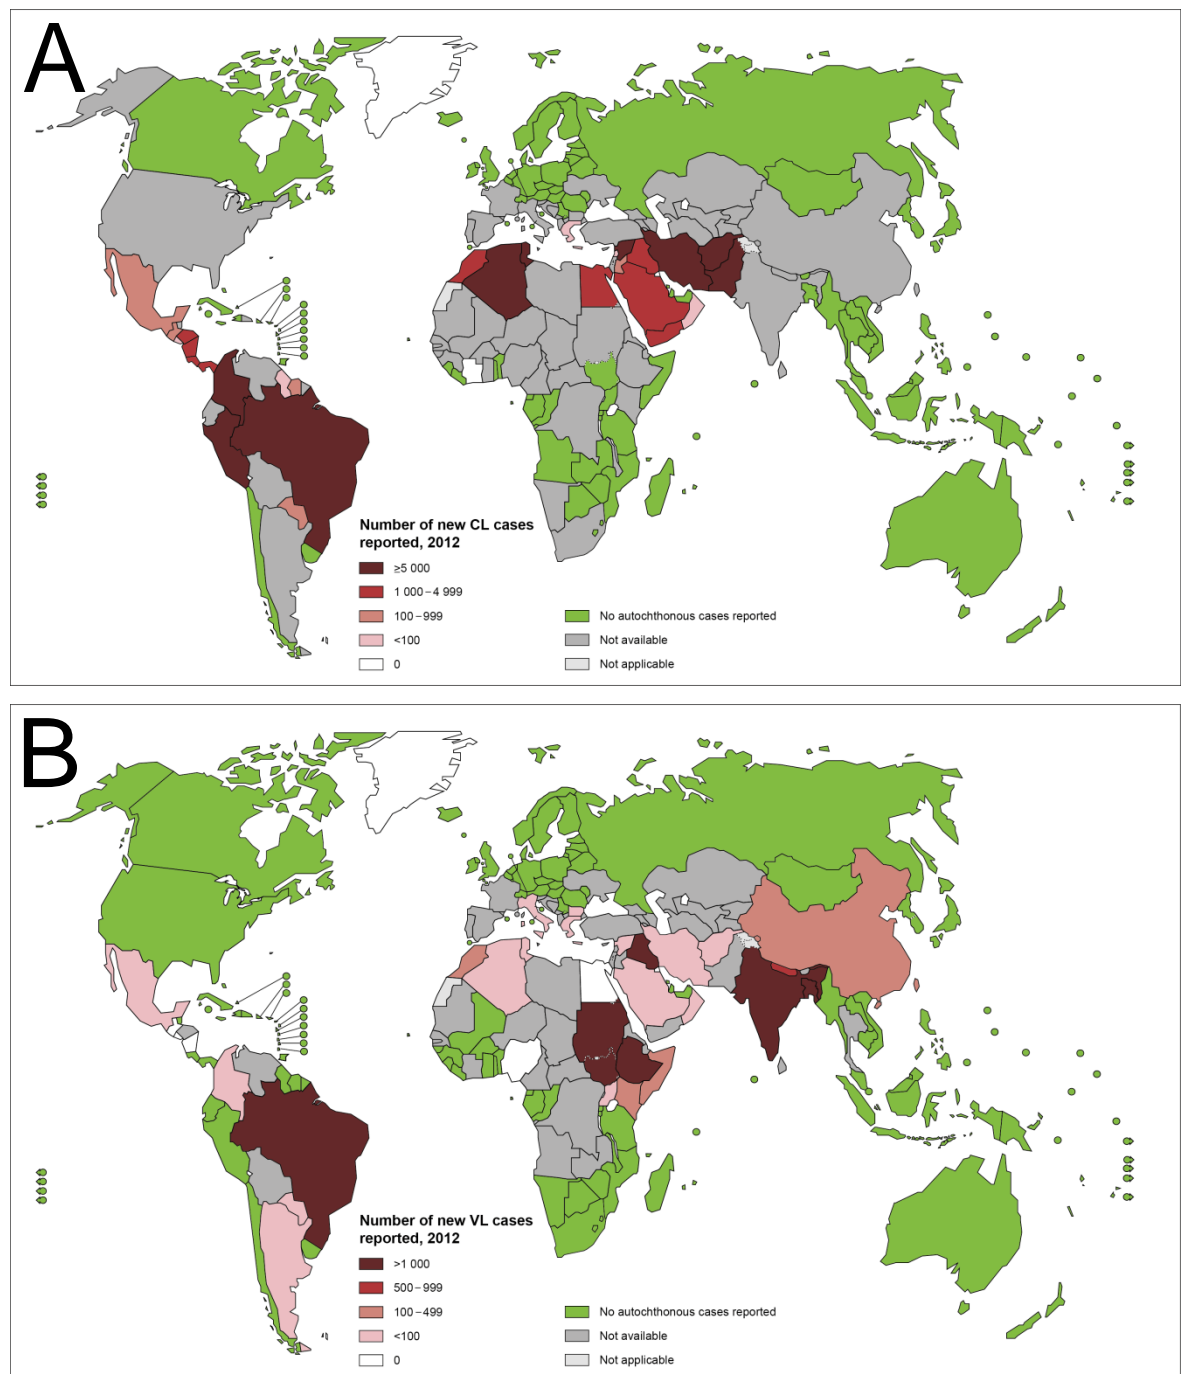 A
Number of new CL cases
reported, 2012
≥5 000
1 000–4 999
100–999
<100
0
No autochthonous cases reported
Not available
Not applicable
B
Number of new VL cases
reported, 2012
>1 000
500–999
100–499
<100
0
No autochthonous cases reported
Not available
Not applicable